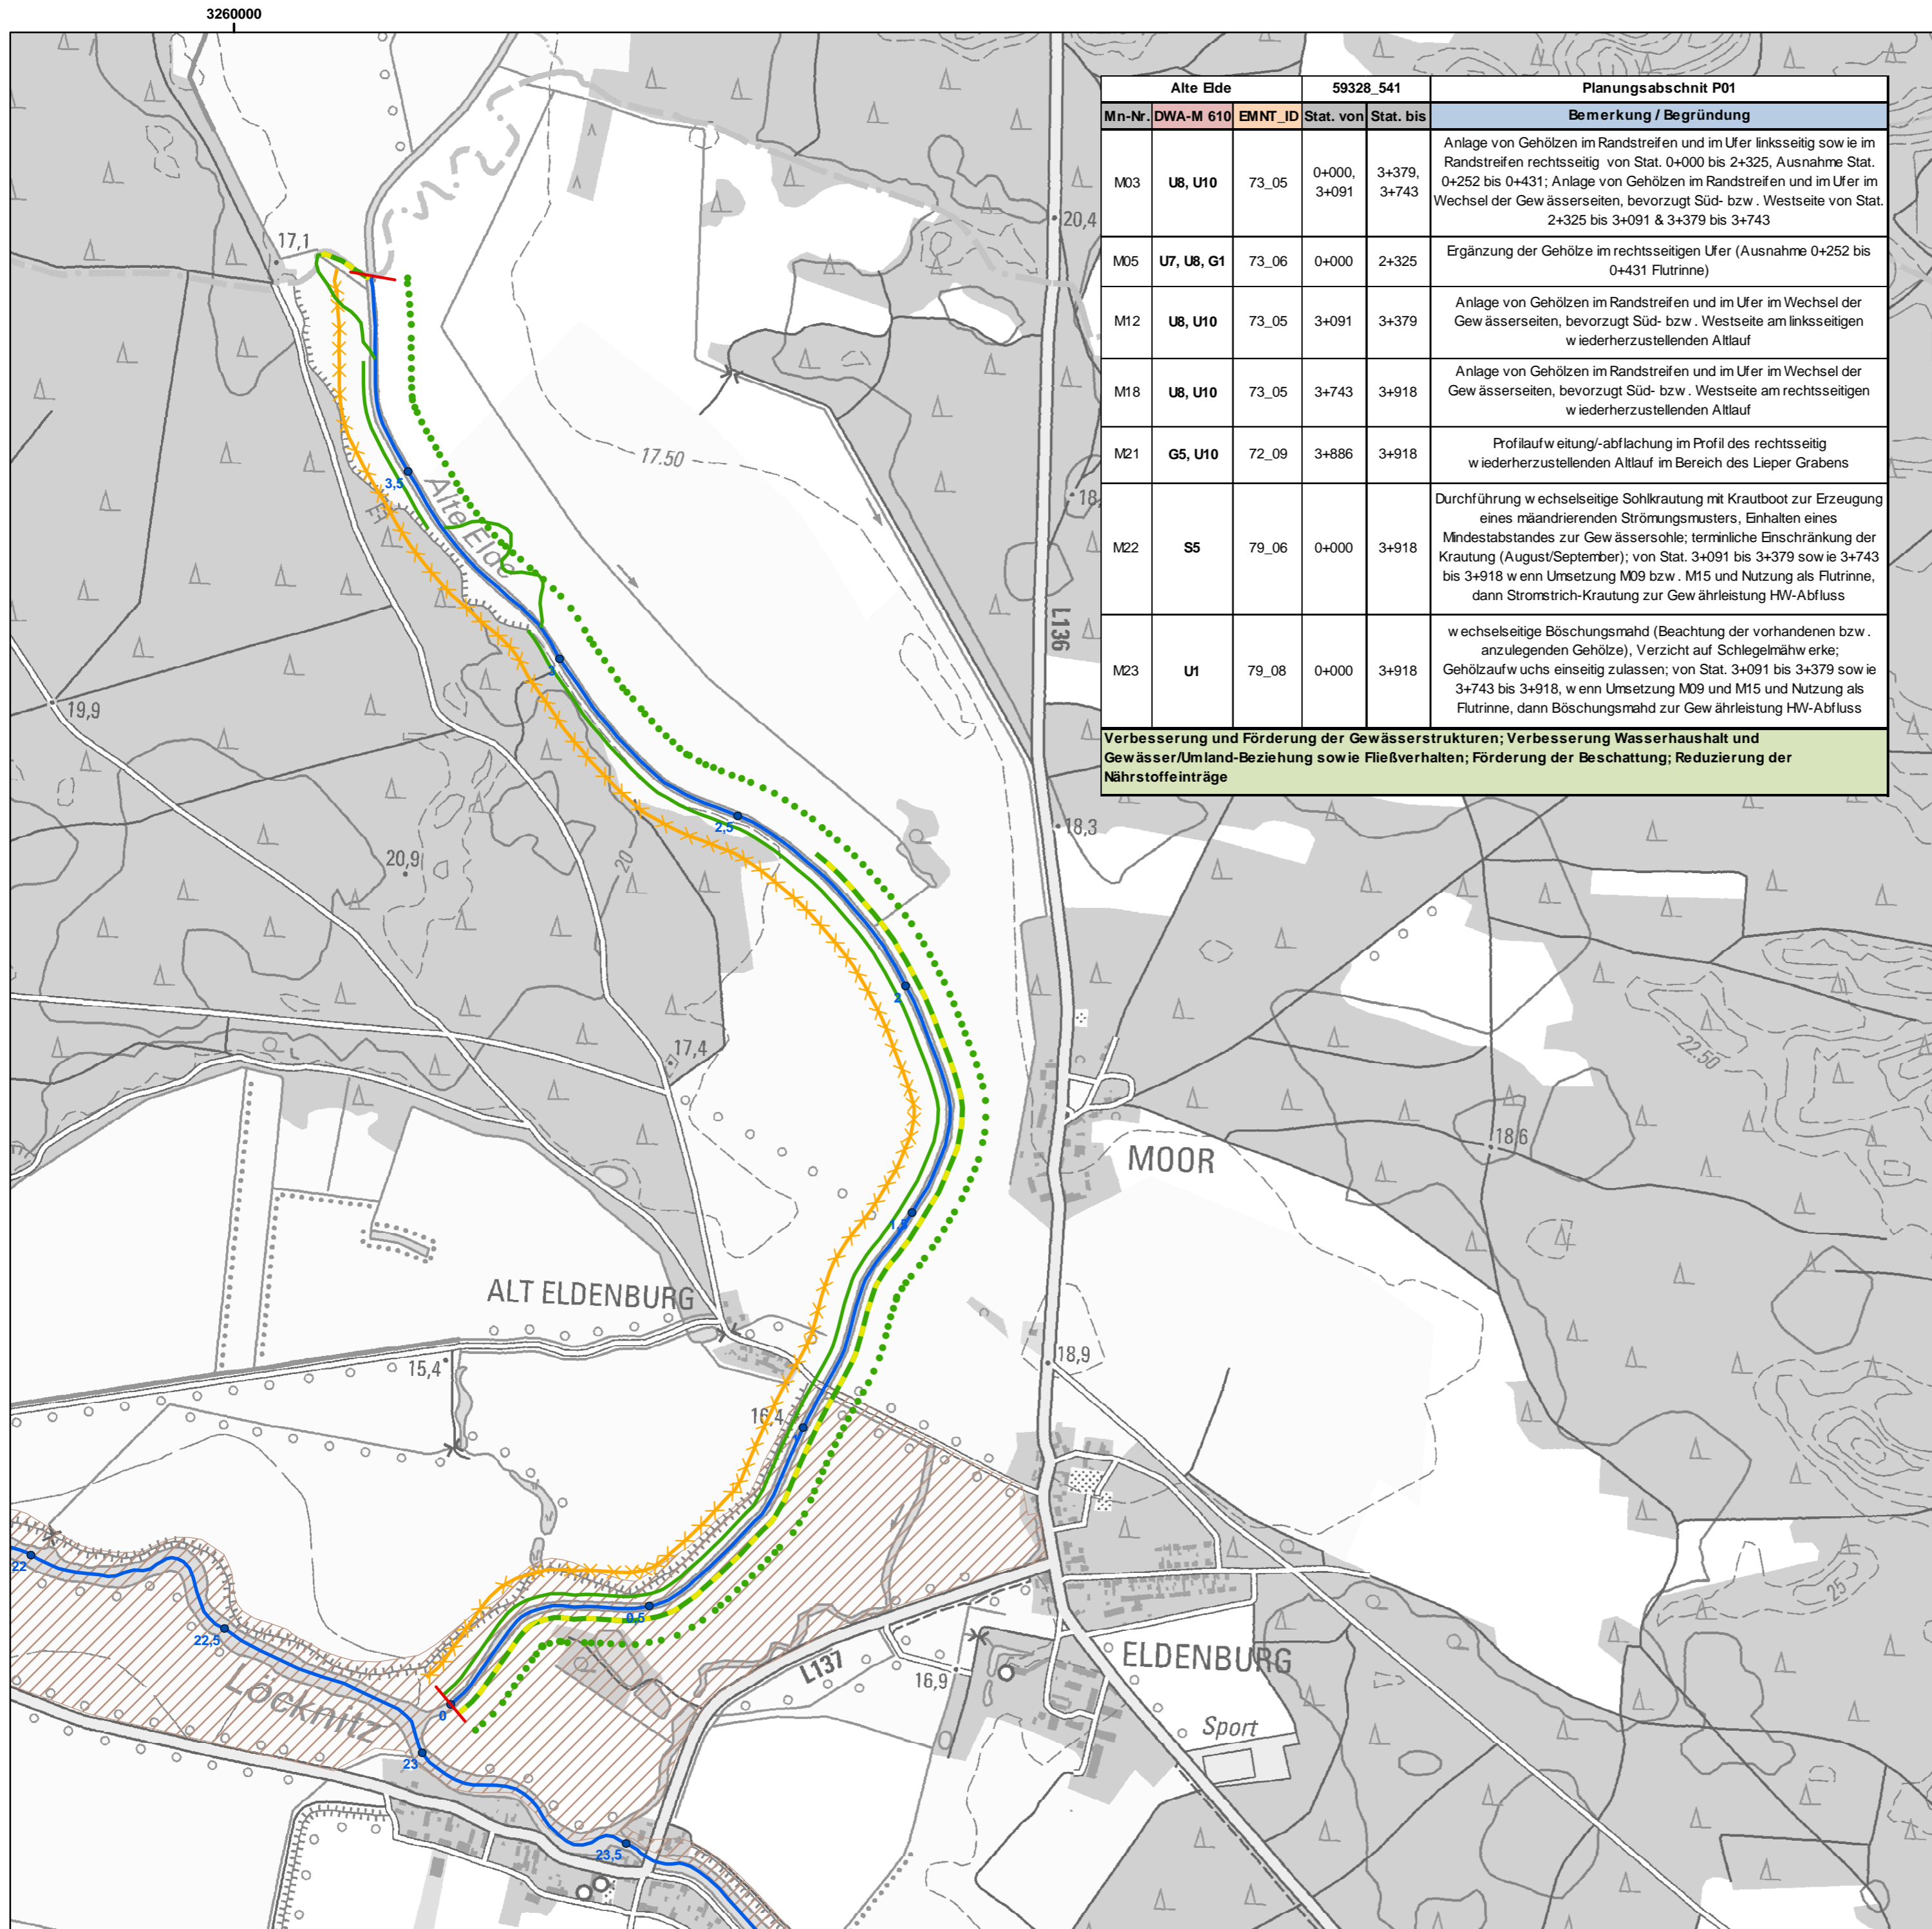 3260000
Alte Elde 59328_541 Planungsabschnitt P01
Mn-Nr. DWA-M 610 EMNT_ID Stat. von Stat. bis Bemerkung / Begründung
M03 U8, U10 73_05 0+000, 3+091 3+379, 3+743
Anlage von Gehölzen im Randstreifen und im Ufer linksseitig sowie im
Randstreifen rechtsseitig von Stat. 0+000 bis 2+325, Ausnahme Stat.
0+252 bis 0+431; Anlage von Gehölzen im Randstreifen und im Ufer im
Wechsel der Gewässerseiten, bevorzugt Süd- bzw. Westseite von Stat.
2+325 bis 3+091 & 3+379 bis 3+743
M05 U7, U8, G1 73_06 0+000 2+325
Ergänzung der Gehölze im rechtsseitigen Ufer (Ausnahme 0+252 bis
0+431 Flutrinne)
M12 U8, U10 73_05 3+091 3+379
Anlage von Gehölzen im Randstreifen und im Ufer im Wechsel der
Gewässerseiten, bevorzugt Süd- bzw. Westseite am linksseitigen
wiederherzustellenden Altlauf
M18 U8, U10 73_05 3+743 3+918
Anlage von Gehölzen im Randstreifen und im Ufer im Wechsel der
Gewässerseiten, bevorzugt Süd- bzw. Westseite am rechtsseitigen
wiederherzustellenden Altlauf
M21 G5, U10 72_09 3+886 3+918
Profilaufweitung/-abflachung im Profil des rechtsseitig
wiederherzustellenden Altlauf im Bereich des Lieper Grabens
M22 S5 79_06 0+000 3+918
Durchführung wechselseitige Sohlkrautung mit Krautboot zur Erzeugung
eines mäandrierenden Strömungsmusters, Einhalten eines
Mindestabstandes zur Gewässersohle; terminliche Einschränkung der
Krautung (August/September); von Stat. 3+091 bis 3+379 sowie 3+743
bis 3+918 wenn Umsetzung M09 bzw. M15 und Nutzung als Flutrinne,
dann Stromstrich-Krautung zur Gewährleistung HW-Abfluss
M23 U1 79_08 0+000 3+918
wechselseitige Böschungsmahd (Beachtung der vorhandenen bzw.
anzulegenden Gehölze), Verzicht auf Schlegelmähwerke;
Gehölzaufwuchs einseitig zulassen; von Stat. 3+091 bis 3+379 sowie
3+743 bis 3+918, wenn Umsetzung M09 und M15 und Nutzung als
Flutrinne, dann Böschungsmahd zur Gewährleistung HW-Abfluss
Verbesserung und Förderung der Gewässerstrukturen; Verbesserung Wasserhaushalt und
Gewässer/Umland-Beziehung sowie Fließverhalten; Förderung der Beschattung; Reduzierung der
Nährstoffeinträge
17,1
20,4
17.50
3,5
Alte Elde
L136
3
19,9
2,5
18,3
20,9
20
2
17,4
22.50
18,6
MOOR
1,5
ALT ELDENBURG
15,4
18,9
16,4
1
22
25
0,5
22,5
L137
ELDENBURG
16,9
Löcknitz
0
Sport
23
23,5